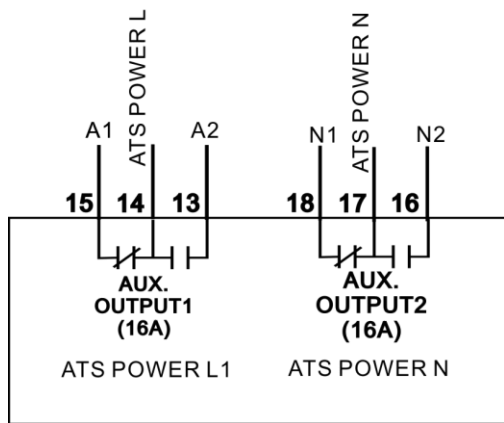 ATS POWER L
ATS POWER N
A1
A2
N1
N2
15
14
13
18
17
16
AUX.
OUTPUT1
(16A)
AUX.
OUTPUT2
(16A)
ATS POWER L1
ATS POWER N